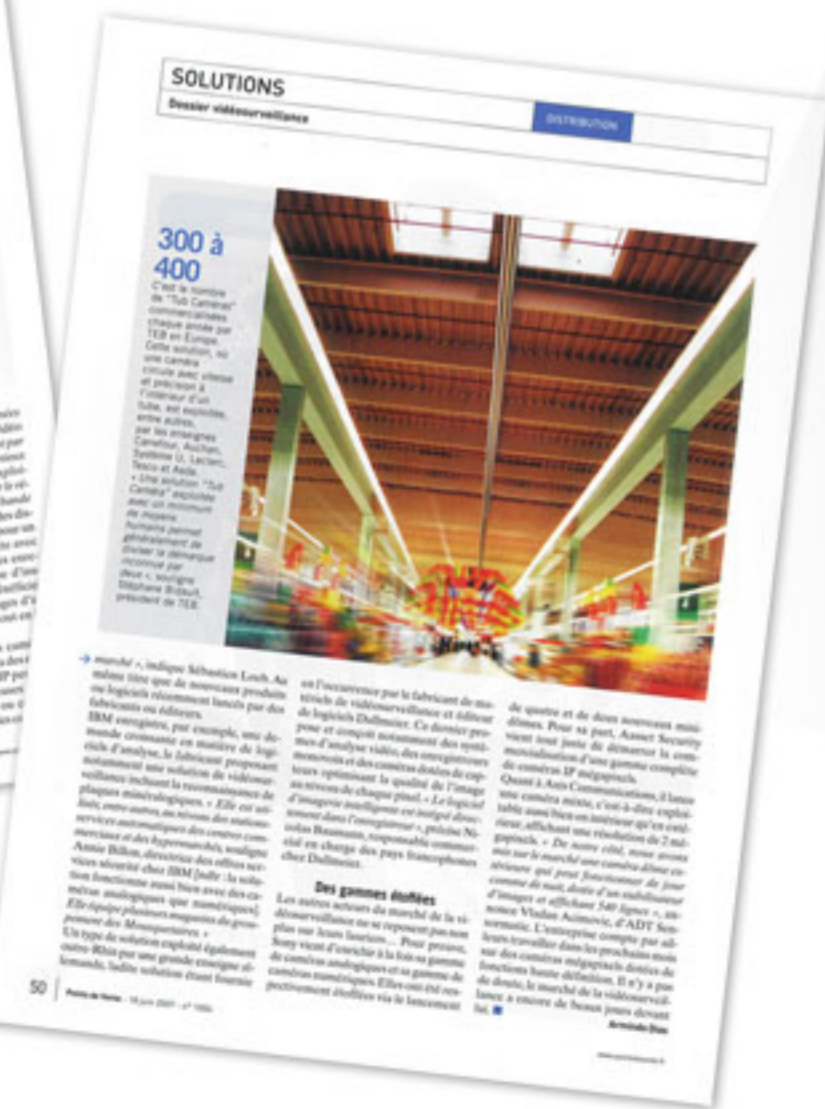 SOLUTIONS
Dossier vidéosurveillance
DISTRIBUTION
300 à
400
C'est le nombre
de "Tub Caméras"
commercialisées
chaque année par
TEB en Europe.
Cette solution, où
une caméra
circule avec vitesse
et précision à
l'intérieur d'un
tube, est exploitée,
entre autres,
par les enseignes
Carrefour, Auchan,
Système U, Leclerc,
Tesco et Asda.
« Une solution "Tub
Caméra" exploitée
avec un minimum
de moyens
humains permet
généralement de
diviser la démarque
inconnue par
deux », souligne
Stéphane Bidault,
président de TEB.
marché », indique Sébastien Loch. Au
même titre que de nouveaux produits
ou logiciels récemment lancés par des
fabricants ou éditeurs.
IBM enregistre, par exemple, une de-
mande croissante en matière de logi-
ciels d'analyse, le fabricant proposant
notamment une solution de vidéosur-
veillance incluant la reconnaissance de
plaques minéralogiques. « Elle est uti-
lisée, entre autres, au niveau des stations-
services automatiques des centres com-
merciaux et des hypermarchés, souligne
Annie Billon, directrice des offres ser-
vices sécurité chez IBM [ndlr : la solu-
tion fonctionne aussi bien avec des ca-
méras analogiques que numériques].
Elle équipe plusieurs magasins du grou-
pement des Mousquetaires. »
Un type de solution exploité également
outre-Rhin par une grande enseigne al-
lemande, ladite solution étant fournie
en l'occurrence par le fabricant de ma-
tériels de vidéosurveillance et éditeur
de logiciels Dallmeier. Ce dernier pro-
pose et conçoit notamment des systè-
mes d'analyse vidéo, des enregistreurs
monovoix et des caméras dotées de cap-
teurs optimisant la qualité de l'image
au niveau de chaque pixel. « Le logiciel
d'imagerie intelligente est intégré direc-
tement dans l'enregistreur », précise Ni-
colas Baumann, responsable commer-
cial en charge des pays francophones
chez Dallmeier.
Des gammes étoffées
Les autres acteurs du marché de la vi-
déosurveillance ne se reposent pas non
plus sur leurs lauriers... Pour preuve,
Sony vient d'enrichir à la fois sa gamme
de caméras analogiques et sa gamme de
caméras numériques. Elles ont été res-
pectivement étoffées via le lancement
de quatre et de deux nouveaux mini-
dômes. Pour sa part, Aasset Security
vient tout juste de démarrer la com-
mercialisation d'une gamme complète
de caméras IP mégapixels.
Quant à Axis Communications, il lance
une caméra mixte, c'est-à-dire exploi-
table aussi bien en intérieur qu'en exté-
rieur, affichant une résolution de 2 mé-
gapixels. « De notre côté, nous avons
mis sur le marché une caméra dôme ex-
térieure qui peut fonctionner de jour
comme de nuit, dotée d'un stabilisateur
d'images et affichant 540 lignes », an-
nonce Vladan Acimovic, d'ADT Sen-
sormatic. L'entreprise compte par ail-
leurs travailler dans les prochains mois
sur des caméras mégapixels dotées de
fonctions haute définition. Il n'y a pas
de doute, le marché de la vidéosurveil-
lance a encore de beaux jours devant
lui.
Armindo Dias
50
Points de Vente - 18 juin 2007 - n°